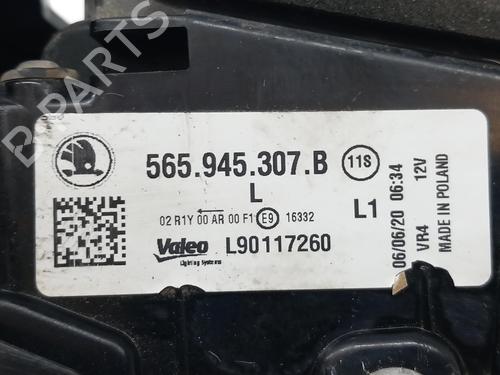 B-PARTS
565.945.307.B 11S
L
02 R1Y 00 AR 00 F1 E9 16332
L1
Valeo L90117260
Lighting Systems
06/06/20 06:34
VR4 12V
MADE IN POLAND